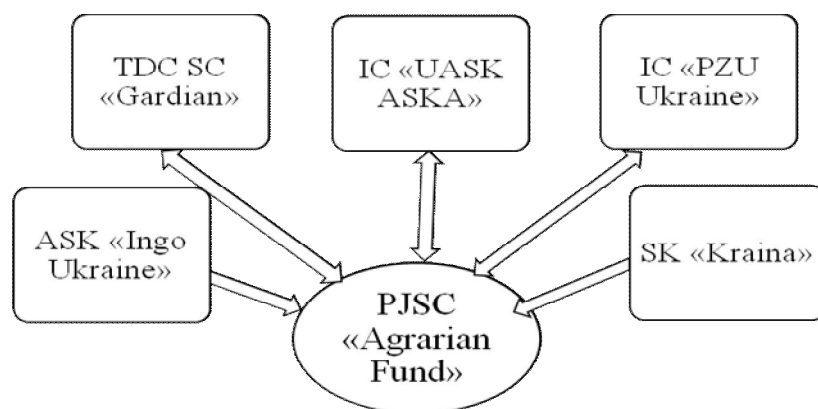 TDC SC
«Gardian»
IC «UASK
ASKA»
IC «PZU
Ukraine»
ASK «Ingo
Ukraine»
SK «Kraina»
PJSC
«Agrarian
Fund»